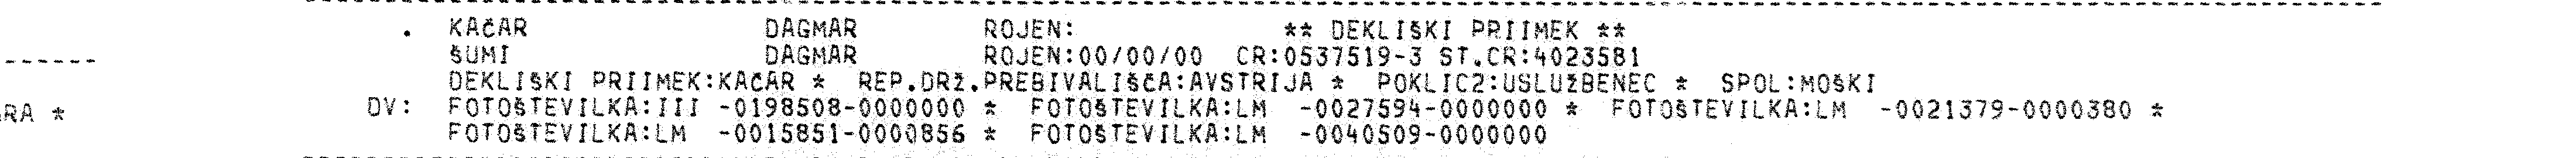 . KAČAR DAGMAR ROJEN: ** DEKLIŠKI PRIIMEK **
ŠUMI DAGMAR ROJEN:00/00/00 CR:0537519-3 ST.CR:4023581
DEKLIŠKI PRIIMEK:KAČAR * REP.DRŽ.PREBIVALIŠČA:AVSTRIJA * POKLIC2:USLUŽBENEC * SPOL:MOŠKI
RA * DV: FOTOŠTEVILKA:III -0198508-0000000 * FOTOŠTEVILKA:LM -0027594-0000000 * FOTOŠTEVILKA:LM -0021379-0000380 *
FOTOŠTEVILKA:LM -0015851-0000856 * FOTOŠTEVILKA:LM -0040509-0000000